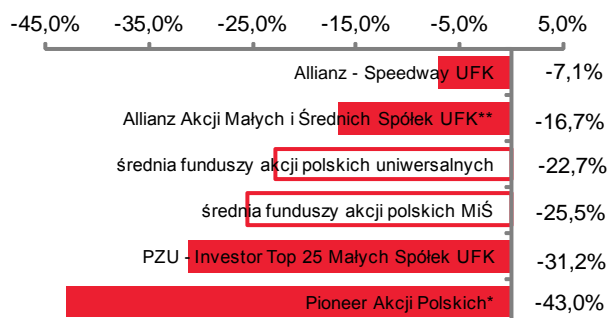 -45,0% -35,0% -25,0% -15,0% -5,0% 5,0%
Allianz - Speedway UFK -7,1%
Allianz Akcji Małych i Średnich Spółek UFK** -16,7%
średnia funduszy akcji polskich uniwersalnych -22,7%
średnia funduszy akcji polskich MiŚ -25,5%
PZU - Investor Top 25 Małych Spółek UFK -31,2%
Pioneer Akcji Polskich* -43,0%